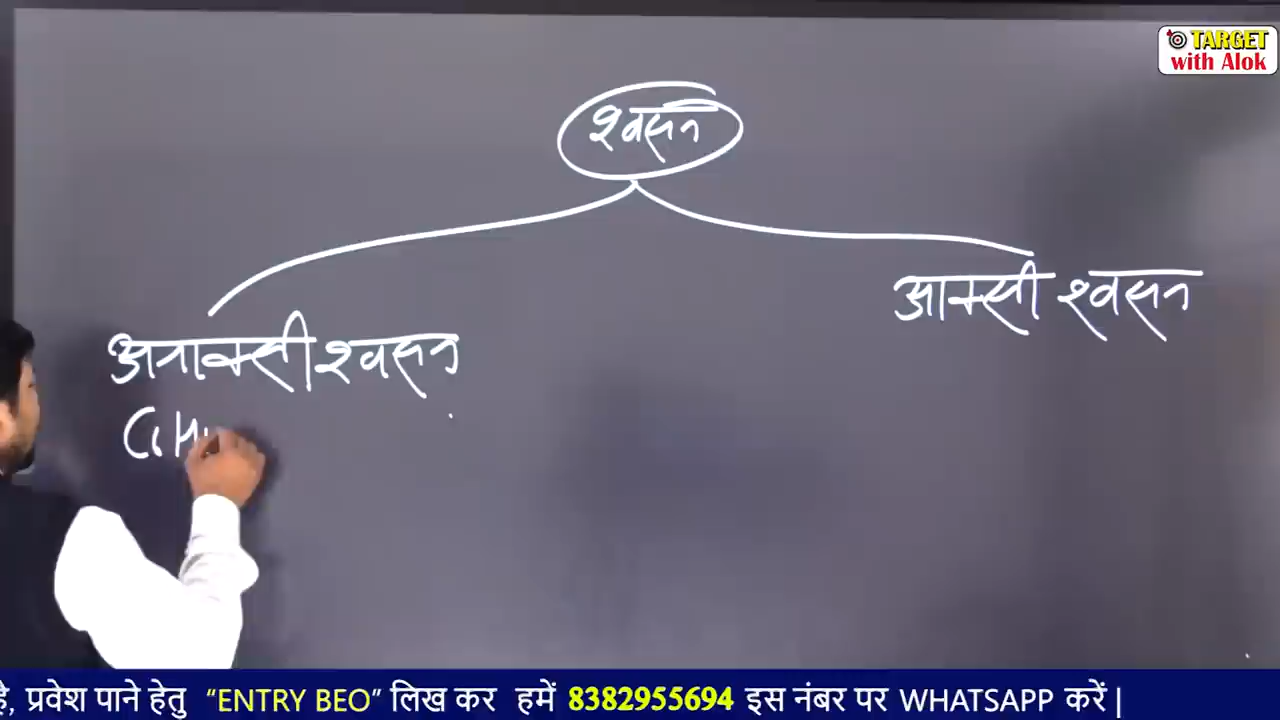 TARGET
with Alok
श्वसन
आक्सी श्वसन
अनाक्सी श्वसन
C6H
है, प्रवेश पाने हेतु “ENTRY BEO” लिख कर हमें 8382955694 इस नंबर पर WHATSAPP करें|